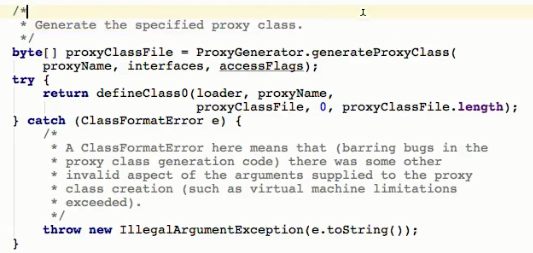 /*
 * Generate the specified proxy class.
 */
byte[] proxyClassFile = ProxyGenerator.generateProxyClass(
    proxyName, interfaces, accessFlags);
try {
    return defineClass0(loader, proxyName,
                        proxyClassFile, 0, proxyClassFile.length);
} catch (ClassFormatError e) {
    /*
     * A ClassFormatError here means that (barring bugs in the
     * proxy class generation code) there was some other
     * invalid aspect of the arguments supplied to the proxy
     * class creation (such as virtual machine limitations
     * exceeded).
     */
    throw new IllegalArgumentException(e.toString());
}